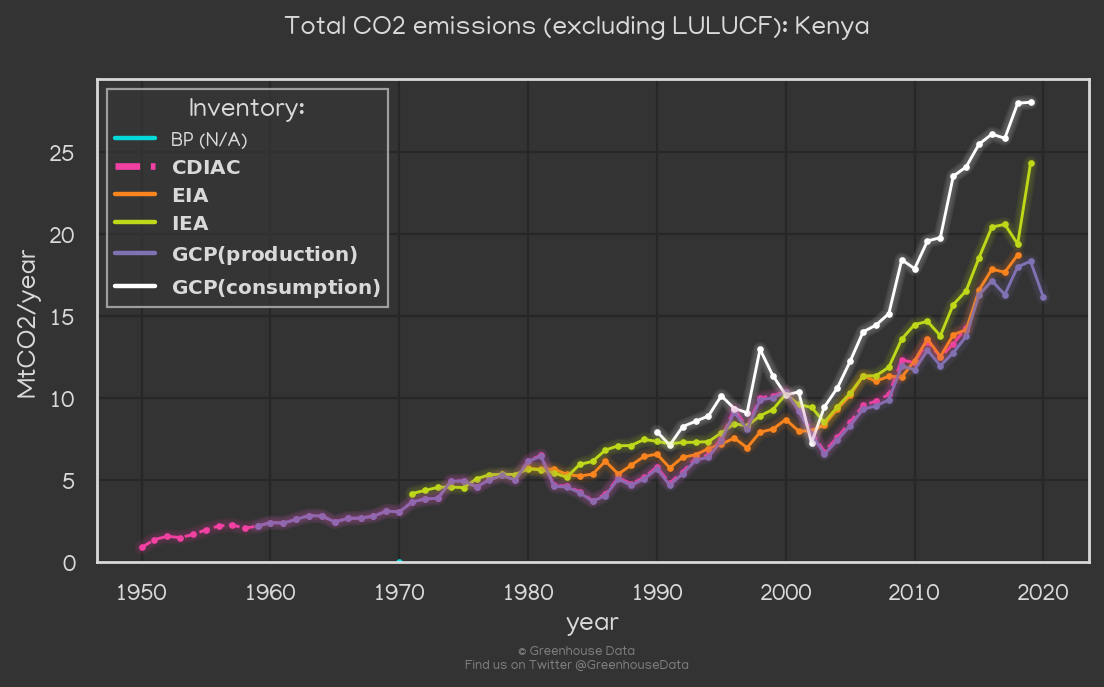 Total CO2 emissions (excluding LULUCF): Kenya
Inventory:
BP (N/A)
CDIAC
EIA
IEA
GCP(production)
GCP(consumption)
MtCO2/year
25
20
15
10
5
0
1950 1960 1970 1980 1990 2000 2010 2020
year
© Greenhouse Data
Find us on Twitter @GreenhouseData